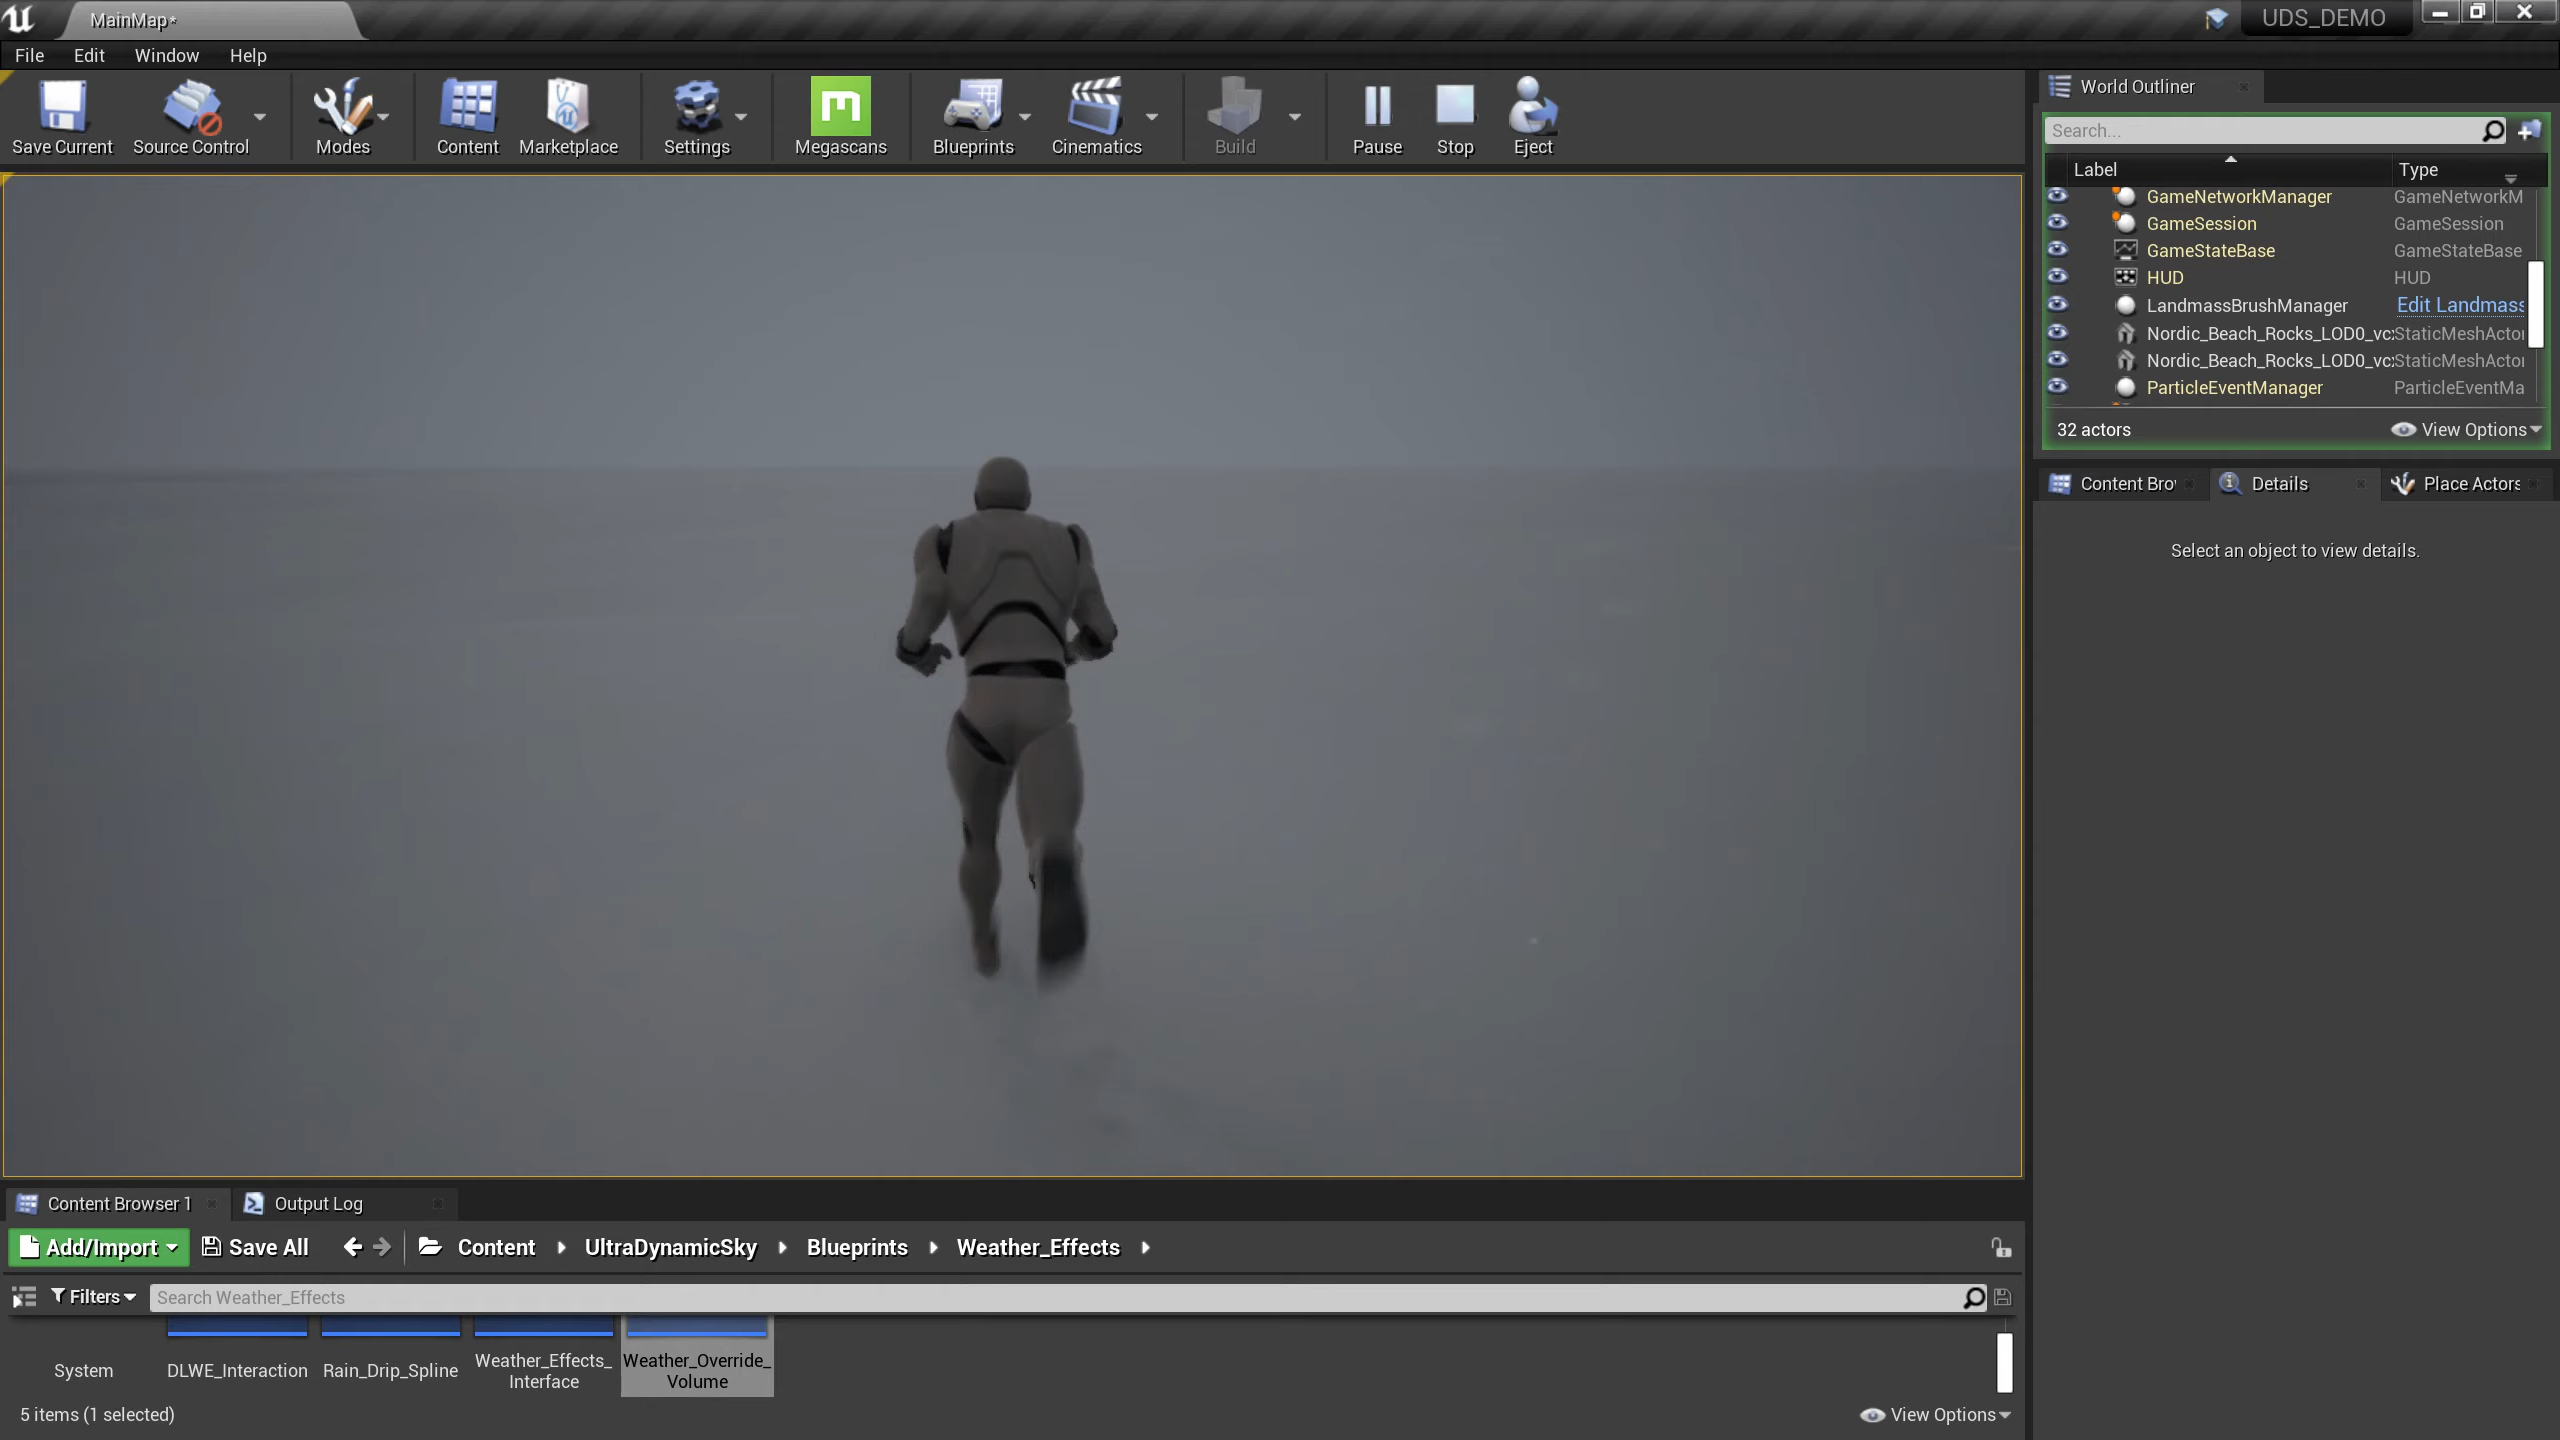 MainMap*
UDS_DEMO
File Edit Window Help
Save Current Source Control Modes Content Marketplace Settings Megascans Blueprints Cinematics Build Pause Stop Eject
World Outliner
Search...
Label Type
GameNetworkManager GameNetworkM
GameSession GameSession
GameStateBase GameStateBase
HUD HUD
LandmassBrushManager Edit Landmass
Nordic_Beach_Rocks_LOD0_vc StaticMeshActor
Nordic_Beach_Rocks_LOD0_vc StaticMeshActor
ParticleEventManager ParticleEventMa
32 actors View Options
Content Bro Details Place Actors
Select an object to view details.
Content Browser 1 Output Log
Add/Import Save All Content UltraDynamicSky Blueprints Weather_Effects
Filters Search Weather_Effects
System
DLWE_Interaction
Rain_Drip_Spline
Weather_Effects_
Interface
Weather_Override_
Volume
5 items (1 selected) View Options